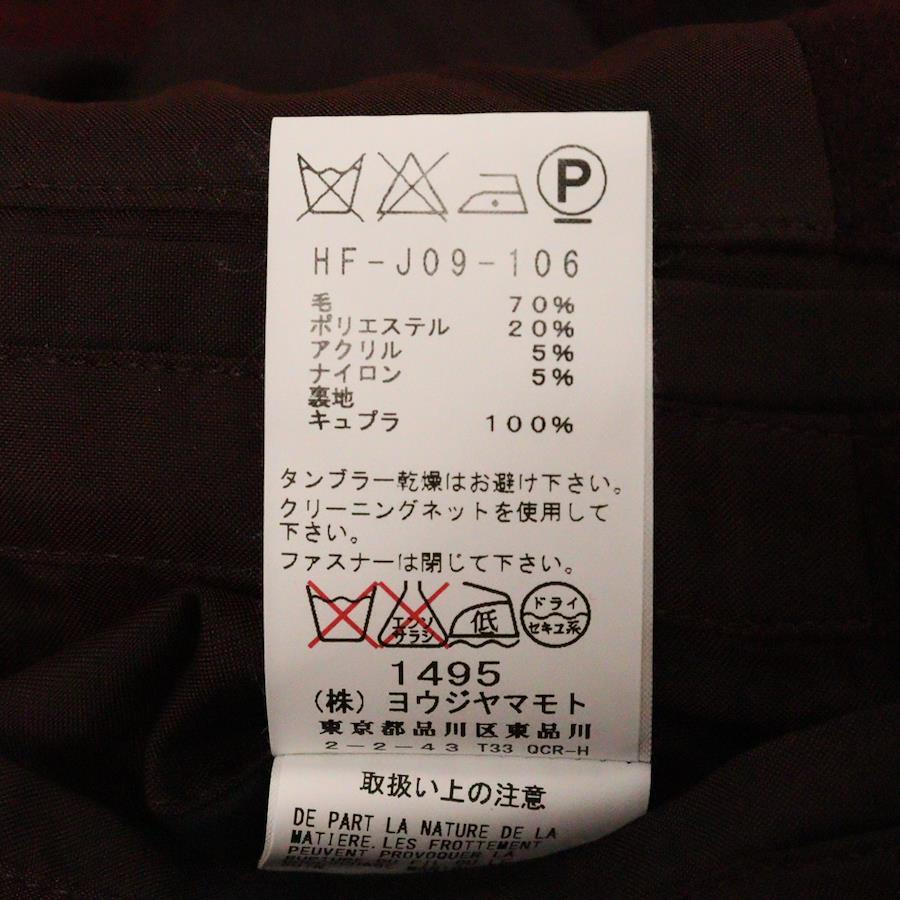 P
HF-J09-106
毛 70%
ポリエステル 20%
アクリル 5%
ナイロン 5%
裏地
キュプラ 100%
タンブラー乾燥はお避け下さい。
クリーニングネットを使用して
下さい。
ファスナーは閉じて下さい。
エンソサラシ 低 ドライ セキユ系
1495
（株）ヨウジヤマモト
東京都品川区東品川
2-2-43 T33 QCR-H
取扱い上の注意
DE PART LA NATURE DE LA
MATIERE.LES FROTTEMENT
PEUVENT PROVOQUER LA